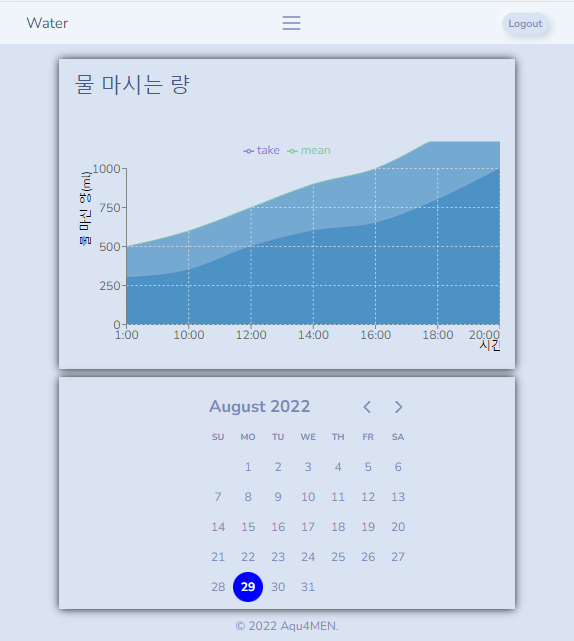 Water
Logout
물 마시는 량
take mean
물 마신 양(ml)
1000
750
500
250
0
1:00 10:00 12:00 14:00 16:00 18:00 20:00
시간
August 2022
SU MO TU WE TH FR SA
1 2 3 4 5 6
7 8 9 10 11 12 13
14 15 16 17 18 19 20
21 22 23 24 25 26 27
28 29 30 31
© 2022 Aqu4MEN.